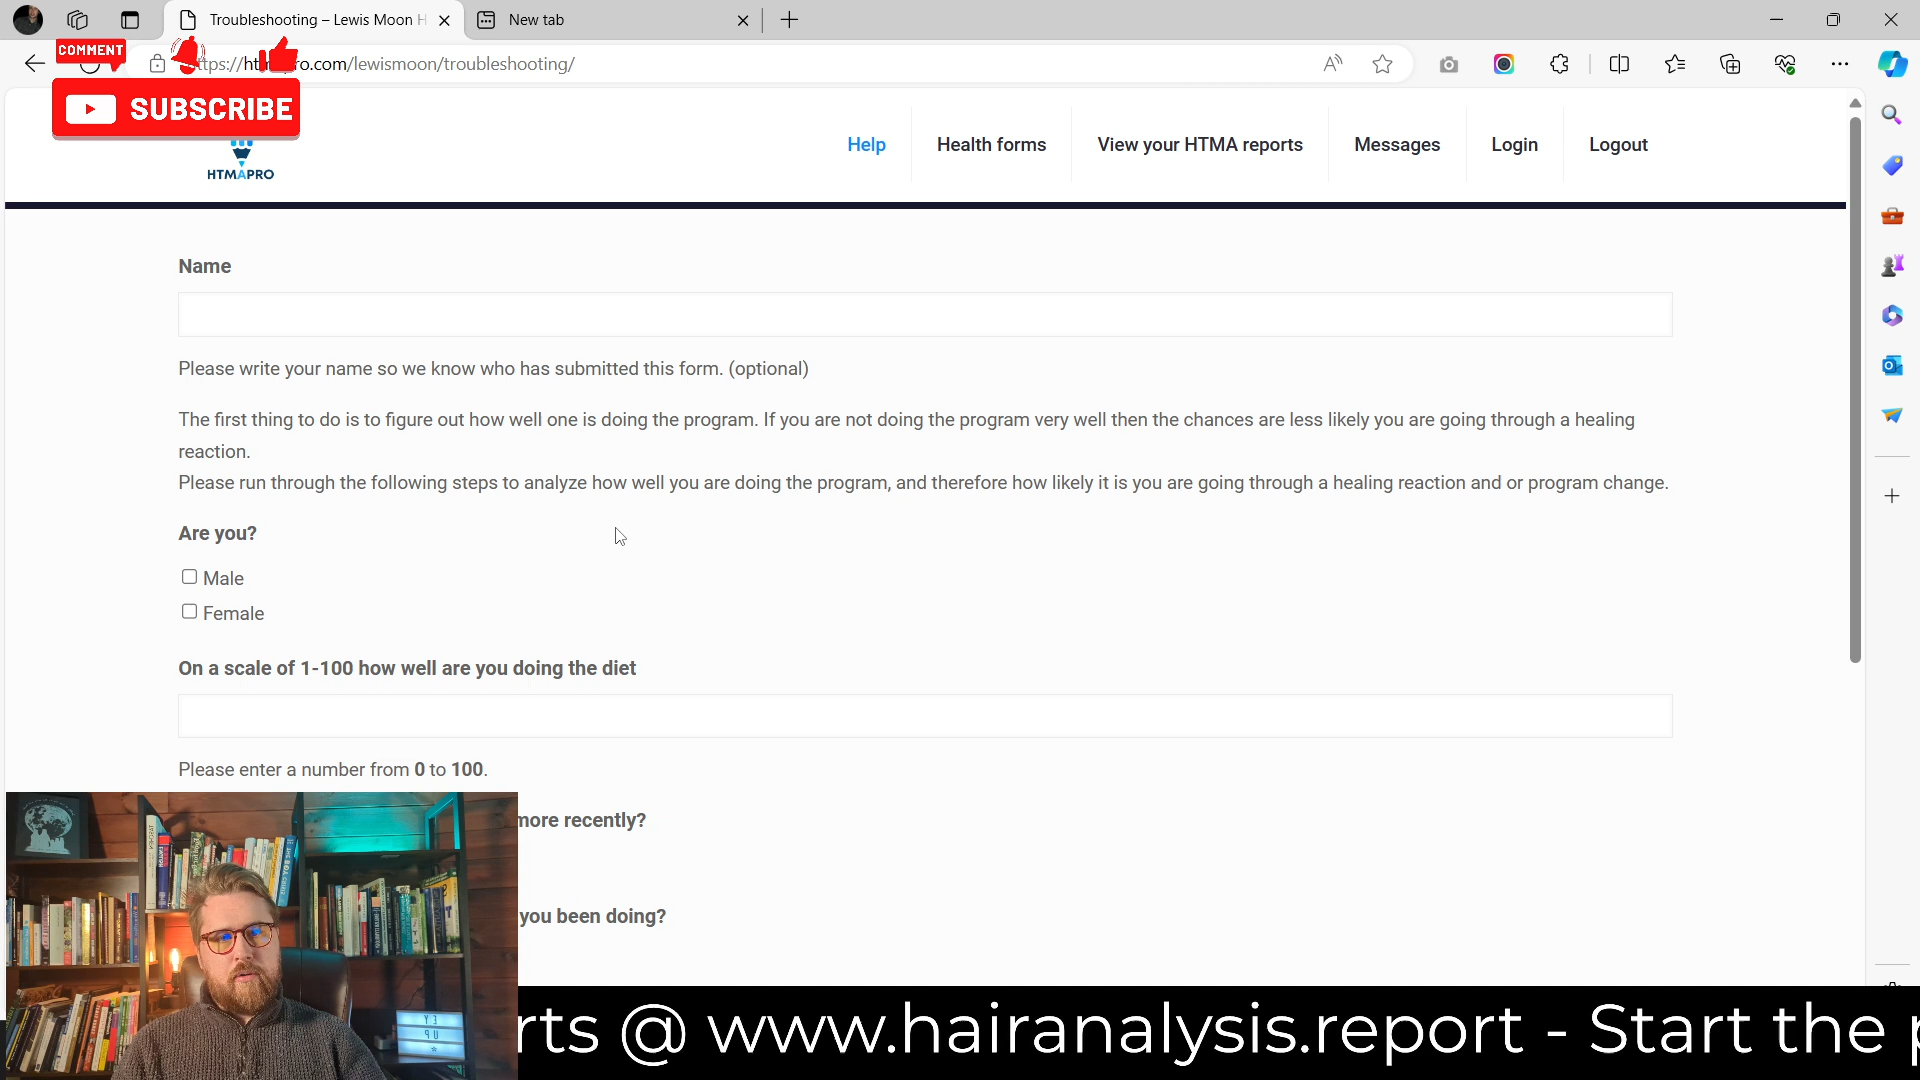 Troubleshooting – Lewis Moon H
New tab
COMMENT
ro.com/lewismoon/troubleshooting/
SUBSCRIBE
HTMAPRO
Help
Health forms
View your HTMA reports
Messages
Login
Logout
Name
Please write your name so we know who has submitted this form. (optional)
The first thing to do is to figure out how well one is doing the program. If you are not doing the program very well then the chances are less likely you are going through a healing
reaction.
Please run through the following steps to analyze how well you are doing the program, and therefore how likely it is you are going through a healing reaction and or program change.
Are you?
Male
Female
On a scale of 1-100 how well are you doing the diet
Please enter a number from 0 to 100.
more recently?
you been doing?
rts @ www.hairanalysis.report - Start the p